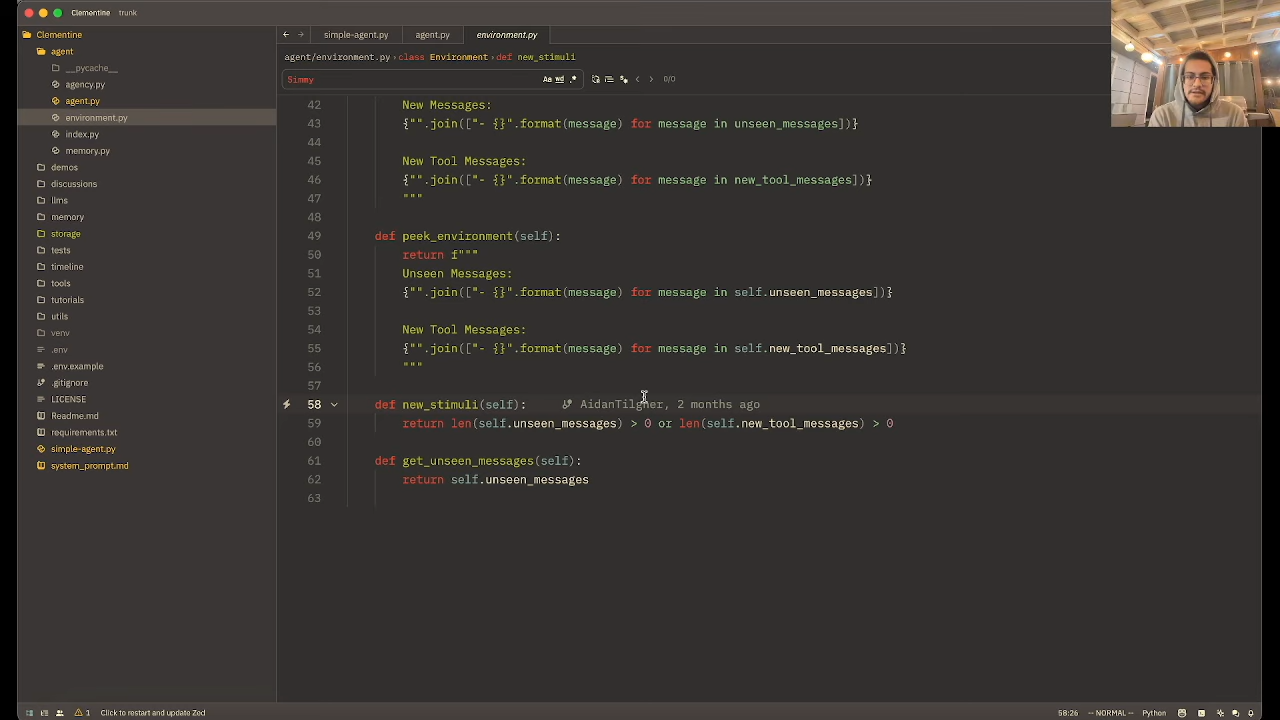 Clementine trunk
Clementine
agent
__pycache__
agency.py
agent.py
environment.py
index.py
memory.py
demos
discussions
llms
memory
storage
tests
timeline
tools
tutorials
utils
venv
.env
.env.example
.gitignore
LICENSE
Readme.md
requirements.txt
simple-agent.py
system_prompt.md
simple-agent.py agent.py environment.py
agent/environment.py › class Environment › def new_stimuli
Simmy Aa wd .* 0/0
42 New Messages:
43 {"".join(["- {}".format(message) for message in unseen_messages])}
44
45 New Tool Messages:
46 {"".join(["- {}".format(message) for message in new_tool_messages])}
47 """
48
49 def peek_environment(self):
50 return f"""
51 Unseen Messages:
52 {"".join(["- {}".format(message) for message in self.unseen_messages])}
53
54 New Tool Messages:
55 {"".join(["- {}".format(message) for message in self.new_tool_messages])}
56 """
57
58 def new_stimuli(self): AidanTilgner, 2 months ago
59 return len(self.unseen_messages) > 0 or len(self.new_tool_messages) > 0
60
61 def get_unseen_messages(self):
62 return self.unseen_messages
63
1 Click to restart and update Zed 58:26 -- NORMAL -- Python